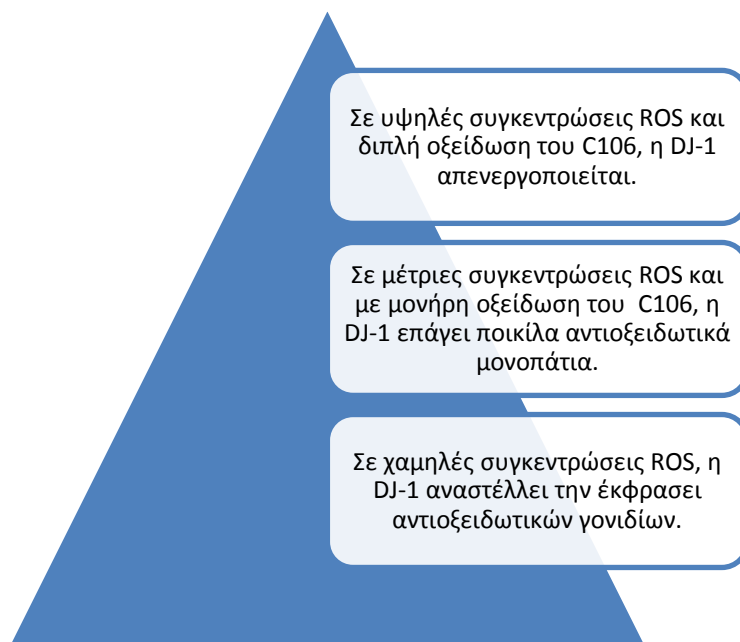 Σε υψηλές συγκεντρώσεις ROS και
διπλή οξείδωση του C106, η DJ-1
απενεργοποιείται.
Σε μέτριες συγκεντρώσεις ROS και
με μονήρη οξείδωση του C106, η
DJ-1 επάγει ποικίλα αντιοξειδωτικά
μονοπάτια.
Σε χαμηλές συγκεντρώσεις ROS, η
DJ-1 αναστέλλει την έκφρασει
αντιοξειδωτικών γονιδίων.